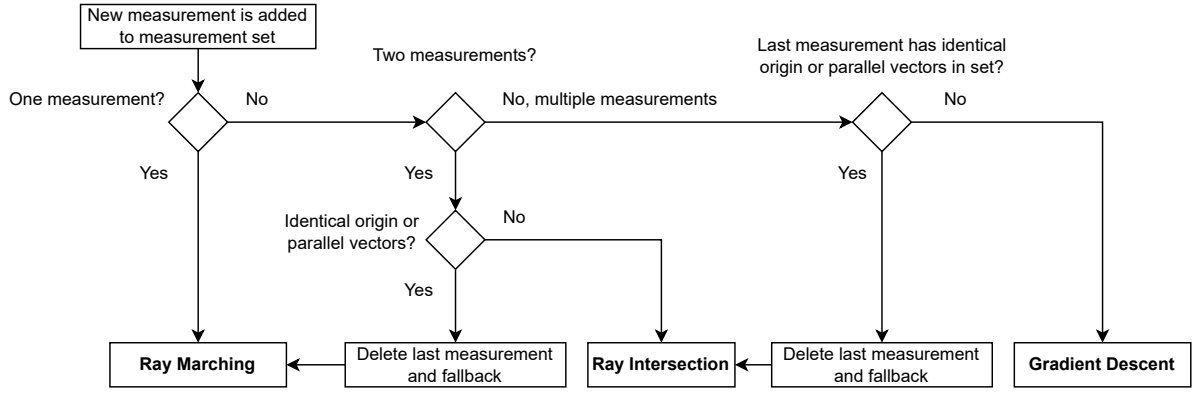 New measurement is added
to measurement set
Two measurements?
Last measurement has identical
origin or parallel vectors in set?
One measurement?
No
No, multiple measurements
No
Yes
Yes
Yes
Identical origin or
parallel vectors?
No
Yes
Ray Marching
Delete last measurement
and fallback
Ray Intersection
Delete last measurement
and fallback
Gradient Descent